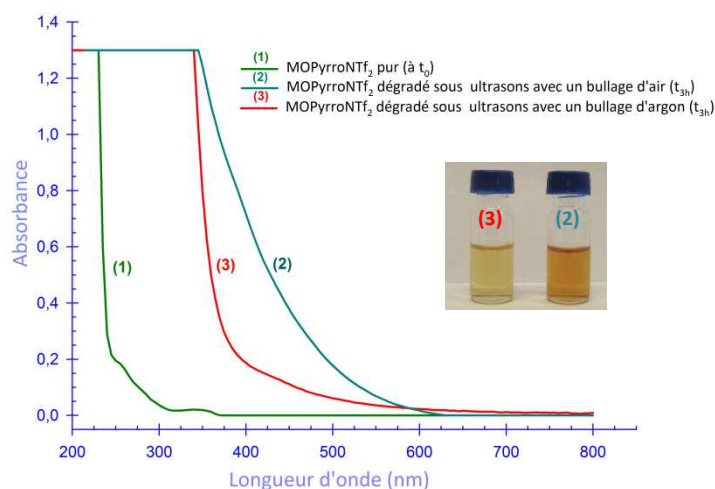 1,4
1,2
1,0
0,8
0,6
0,4
0,2
0,0
Absorbance
(1)
MOPyrroNTf₂ pur (à t₀)
(2)
MOPyrroNTf₂ dégradé sous ultrasons avec un bullage d'air (t₃ₕ)
(3)
MOPyrroNTf₂ dégradé sous ultrasons avec un bullage d'argon (t₃ₕ)
(3) (2)
(1) (3) (2)
200 300 400 500 600 700 800
Longueur d'onde (nm)